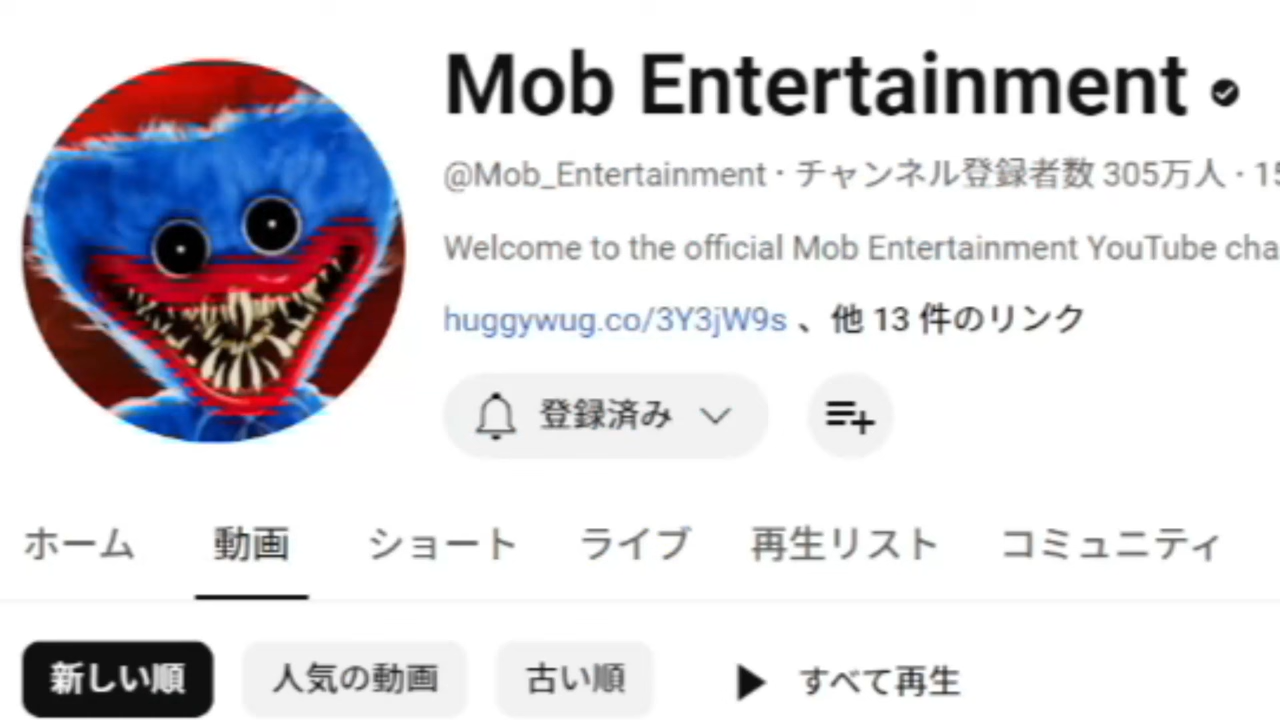 Mob Entertainment
@Mob_Entertainment · チャンネル登録者数 305万人 · 15
Welcome to the official Mob Entertainment YouTube cha
huggywug.co/3Y3jW9s 、他 13 件のリンク
登録済み
ホーム 動画 ショート ライブ 再生リスト コミュニティ
新しい順 人気の動画 古い順 すべて再生